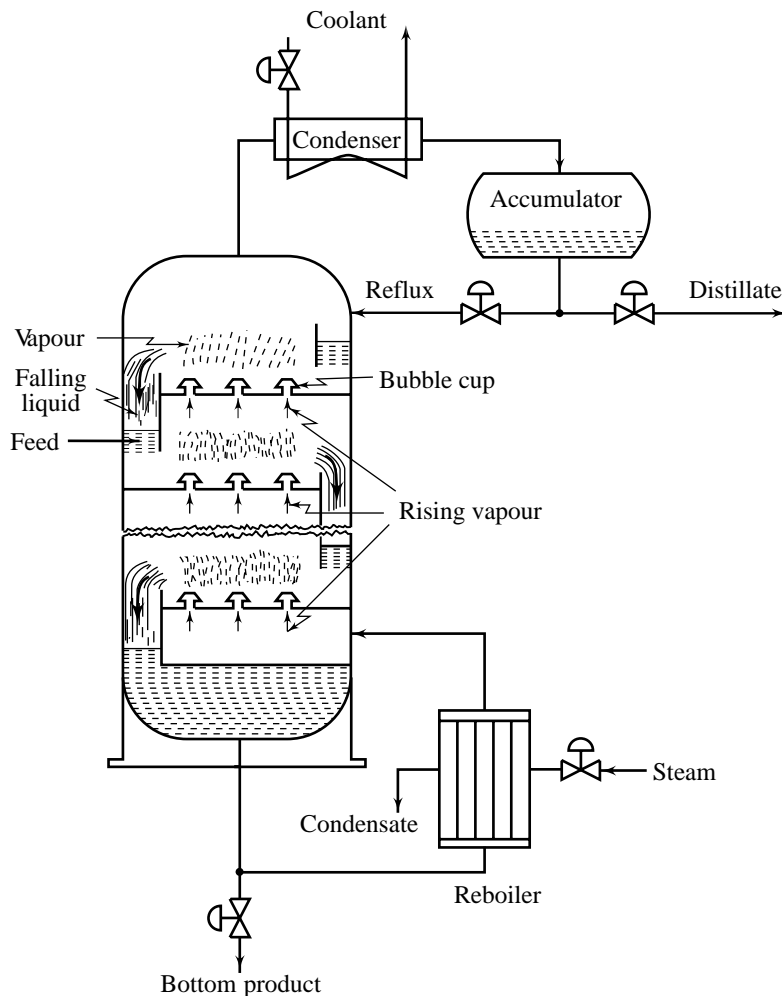 Coolant
Condenser
Accumulator
Reflux
Distillate
Vapour
Falling
liquid
Bubble cup
Feed
Rising vapour
Steam
Condensate
Reboiler
Bottom product